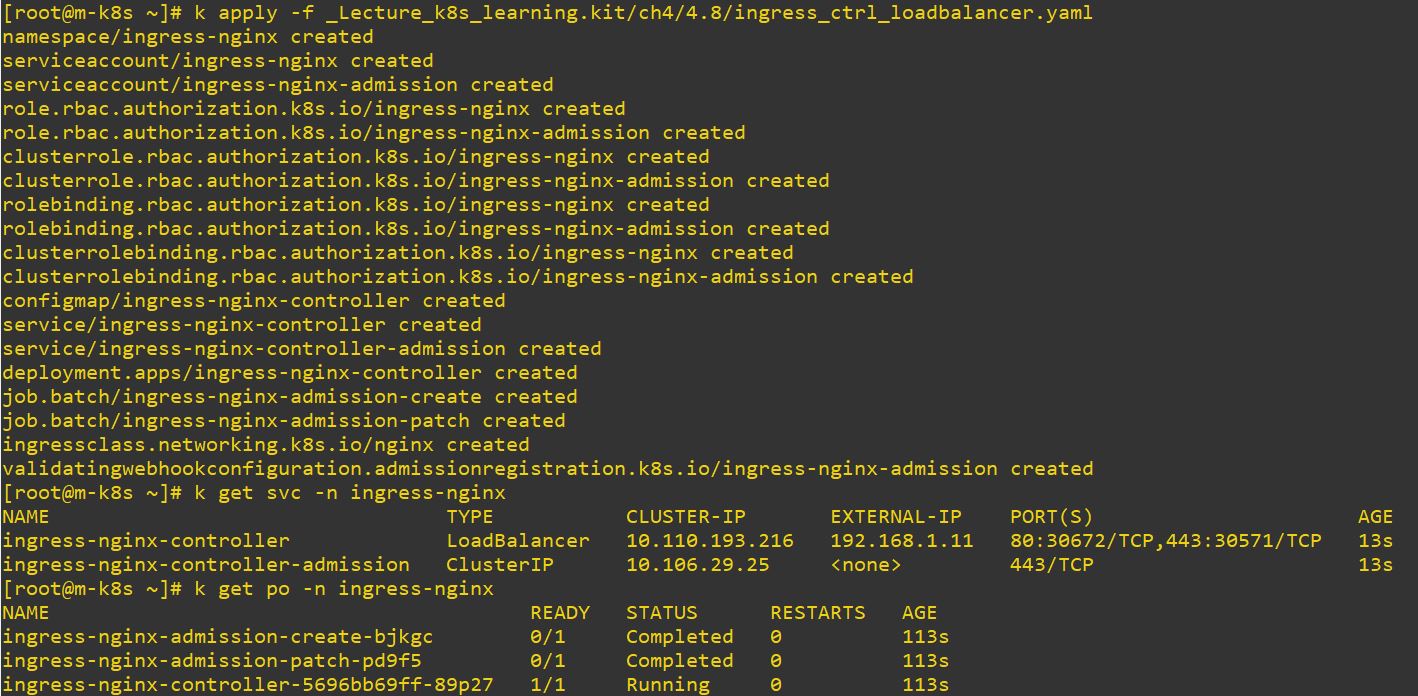 [root@m-k8s ~]# k apply -f _Lecture_k8s_learning.kit/ch4/4.8/ingress_ctrl_loadbalancer.yaml
namespace/ingress-nginx created
serviceaccount/ingress-nginx created
serviceaccount/ingress-nginx-admission created
role.rbac.authorization.k8s.io/ingress-nginx created
role.rbac.authorization.k8s.io/ingress-nginx-admission created
clusterrole.rbac.authorization.k8s.io/ingress-nginx created
clusterrole.rbac.authorization.k8s.io/ingress-nginx-admission created
rolebinding.rbac.authorization.k8s.io/ingress-nginx created
rolebinding.rbac.authorization.k8s.io/ingress-nginx-admission created
clusterrolebinding.rbac.authorization.k8s.io/ingress-nginx created
clusterrolebinding.rbac.authorization.k8s.io/ingress-nginx-admission created
configmap/ingress-nginx-controller created
service/ingress-nginx-controller created
service/ingress-nginx-controller-admission created
deployment.apps/ingress-nginx-controller created
job.batch/ingress-nginx-admission-create created
job.batch/ingress-nginx-admission-patch created
ingressclass.networking.k8s.io/nginx created
validatingwebhookconfiguration.admissionregistration.k8s.io/ingress-nginx-admission created
[root@m-k8s ~]# k get svc -n ingress-nginx
NAME TYPE CLUSTER-IP EXTERNAL-IP PORT(S) AGE
ingress-nginx-controller LoadBalancer 10.110.193.216 192.168.1.11 80:30672/TCP,443:30571/TCP 13s
ingress-nginx-controller-admission ClusterIP 10.106.29.25 <none> 443/TCP 13s
[root@m-k8s ~]# k get po -n ingress-nginx
NAME READY STATUS RESTARTS AGE
ingress-nginx-admission-create-bjkgc 0/1 Completed 0 113s
ingress-nginx-admission-patch-pd9f5 0/1 Completed 0 113s
ingress-nginx-controller-5696bb69ff-89p27 1/1 Running 0 113s